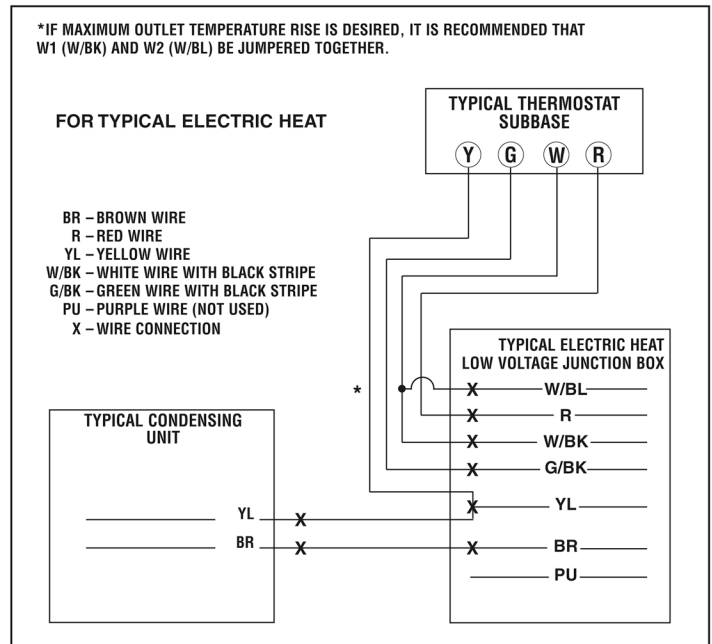 *IF MAXIMUM OUTLET TEMPERATURE RISE IS DESIRED, IT IS RECOMMENDED THAT
W1 (W/BK) AND W2 (W/BL) BE JUMPERED TOGETHER.
FOR TYPICAL ELECTRIC HEAT
TYPICAL THERMOSTAT
SUBBASE
Y G W R
BR – BROWN WIRE
R – RED WIRE
YL – YELLOW WIRE
W/BK – WHITE WIRE WITH BLACK STRIPE
G/BK – GREEN WIRE WITH BLACK STRIPE
PU – PURPLE WIRE (NOT USED)
X – WIRE CONNECTION
TYPICAL ELECTRIC HEAT
LOW VOLTAGE JUNCTION BOX
*
X W/BL
X R
X W/BK
X G/BK
X YL
X BR
PU
TYPICAL CONDENSING
UNIT
YL X
BR X